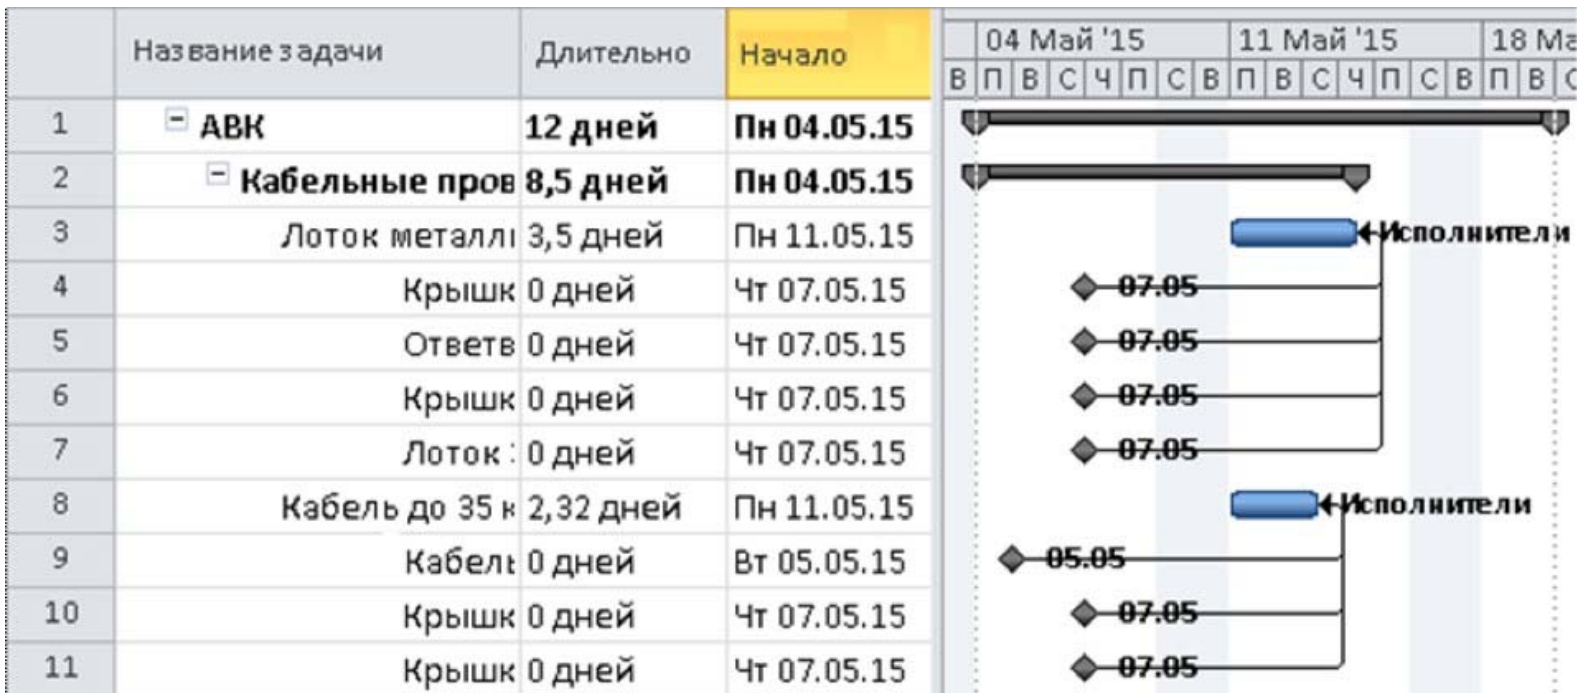 Название задачи Длительно Начало 04 Май '15 11 Май '15 18 Ма
В П В С Ч П С В П В С Ч П С В П В С
1 АВК 12 дней Пн 04.05.15
2 Кабельные пров 8,5 дней Пн 04.05.15
3 Лоток металлі 3,5 дней Пн 11.05.15 Исполнители
4 Крышк 0 дней Чт 07.05.15 07.05
5 Ответв 0 дней Чт 07.05.15 07.05
6 Крышк 0 дней Чт 07.05.15 07.05
7 Лоток 0 дней Чт 07.05.15 07.05
8 Кабель до 35 к 2,32 дней Пн 11.05.15 Исполнители
9 Кабель 0 дней Вт 05.05.15 05.05
10 Крышк 0 дней Чт 07.05.15 07.05
11 Крышк 0 дней Чт 07.05.15 07.05